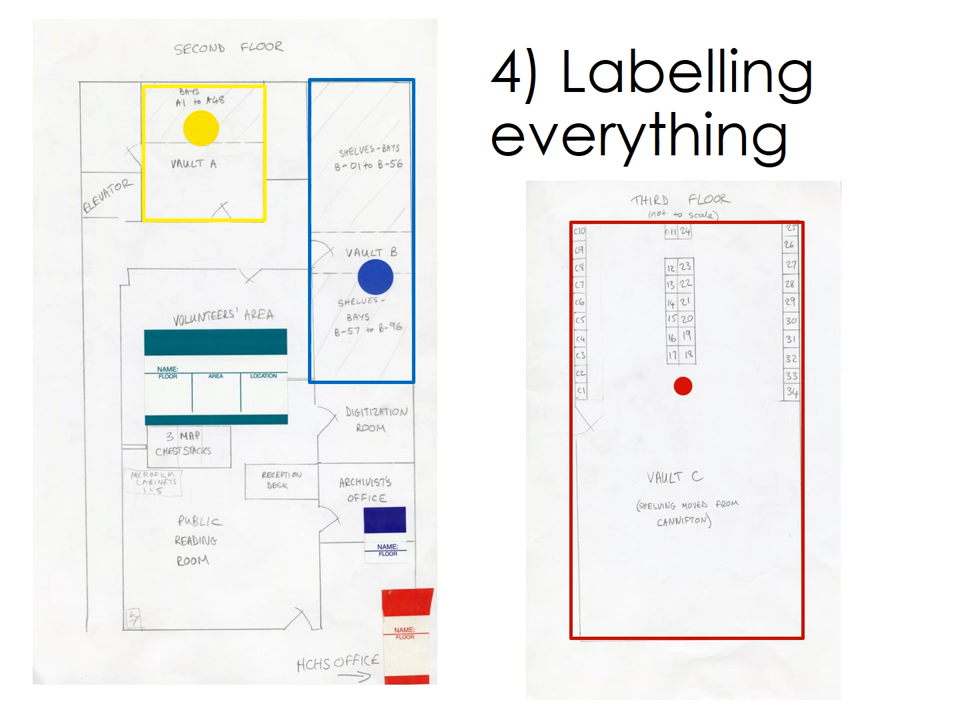 4) Labelling
everything
SECOND FLOOR
BAYS
A1 to A48
VAULT A
ELEVATOR
SHELVES-BAYS
B-01 to B-56
VAULT B
SHELVES-
BAYS
B-57 to B-96
VOLUNTEERS' AREA
NAME:
FLOOR AREA LOCATION
3 MAP
CHEST STACKS
MICROFILM
CABINETS
1-5
RECEPTION
DESK
DIGITIZATION
ROOM
ARCHIVIST'S
OFFICE
NAME:
FLOOR
PUBLIC
READING
ROOM
NAME:
FLOOR
HCHS OFFICE
THIRD FLOOR
(not to scale)
C10 C-11 24 25
C9 26
C8 12 23 27
C7 13 22 28
C6 14 21 29
C5 15 20 30
C4 16 19 31
C3 17 18 32
C2 33
C1 34
VAULT C
(SHELVING MOVED FROM
CANNIFTON)